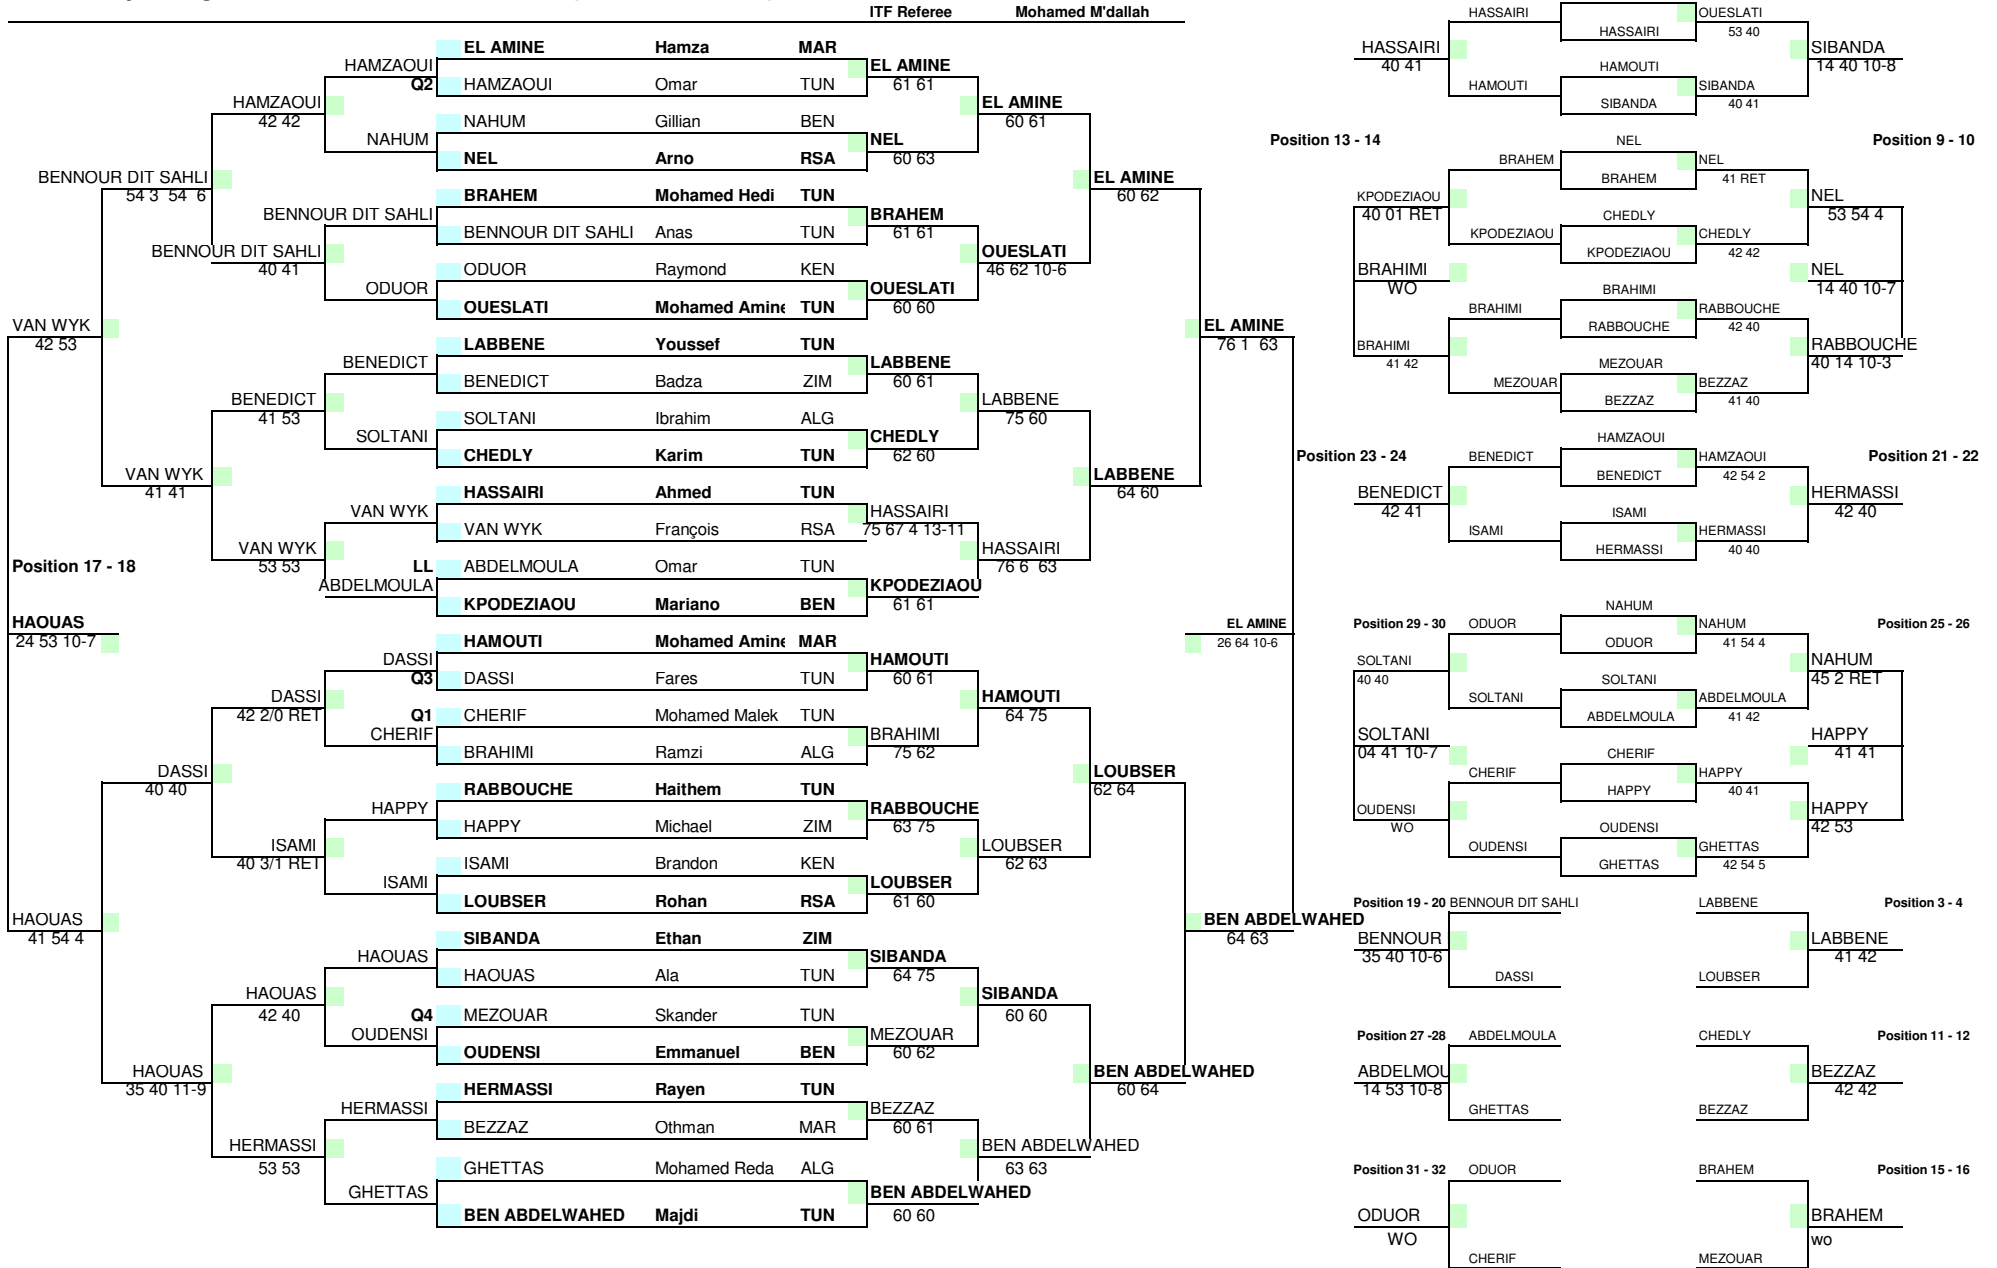 ITF Referee Mohamed M'dallah
EL AMINE Hamza MAR
Q2 HAMZAOUI Omar TUN
NAHUM Gillian BEN
NEL Arno RSA
BRAHEM Mohamed Hedi TUN
BENNOUR DIT SAHLI Anas TUN
ODUOR Raymond KEN
OUESLATI Mohamed Amine TUN
LABBENE Youssef TUN
BENEDICT Badza ZIM
SOLTANI Ibrahim ALG
CHEDLY Karim TUN
HASSAIRI Ahmed TUN
VAN WYK François RSA
LL ABDELMOULA Omar TUN
KPODEZIAOU Mariano BEN
HAMOUTI Mohamed Amine MAR
Q3 DASSI Fares TUN
Q1 CHERIF Mohamed Malek TUN
BRAHIMI Ramzi ALG
RABBOUCHE Haithem TUN
HAPPY Michael ZIM
ISAMI Brandon KEN
LOUBSER Rohan RSA
SIBANDA Ethan ZIM
HAOUAS Ala TUN
Q4 MEZOUAR Skander TUN
OUDENSI Emmanuel BEN
HERMASSI Rayen TUN
BEZZAZ Othman MAR
GHETTAS Mohamed Reda ALG
BEN ABDELWAHED Majdi TUN
HAMZAOUI
NAHUM
BENNOUR DIT SAHLI
ODUOR
BENEDICT
SOLTANI
VAN WYK
ABDELMOULA
DASSI
CHERIF
HAPPY
ISAMI
HAOUAS
OUDENSI
HERMASSI
GHETTAS
HAMZAOUI
42 42
BENNOUR DIT SAHLI
40 41
BENEDICT
41 53
VAN WYK
53 53
DASSI
42 2/0 RET
ISAMI
40 3/1 RET
HAOUAS
42 40
HERMASSI
53 53
BENNOUR DIT SAHLI
54 3 54 6
VAN WYK
41 41
DASSI
40 40
HAOUAS
35 40 11-9
VAN WYK
42 53
HAOUAS
41 54 4
Position 17 - 18
HAOUAS
24 53 10-7
EL AMINE
61 61
NEL
60 63
BRAHEM
61 61
OUESLATI
60 60
LABBENE
60 61
CHEDLY
62 60
HASSAIRI
75 67 4 13-11
KPODEZIAOU
61 61
HAMOUTI
60 61
BRAHIMI
75 62
RABBOUCHE
63 75
LOUBSER
61 60
SIBANDA
64 75
MEZOUAR
60 62
BEZZAZ
60 61
BEN ABDELWAHED
60 60
EL AMINE
60 61
OUESLATI
46 62 10-6
LABBENE
75 60
HASSAIRI
76 6 63
HAMOUTI
64 75
LOUBSER
62 63
SIBANDA
60 60
BEN ABDELWAHED
63 63
EL AMINE
60 62
LABBENE
64 60
LOUBSER
62 64
BEN ABDELWAHED
60 64
EL AMINE
76 1 63
BEN ABDELWAHED
64 63
EL AMINE
26 64 10-6
HASSAIRI OUESLATI
HASSAIRI 53 40
HASSAIRI SIBANDA
40 41 14 40 10-8
HAMOUTI
HAMOUTI SIBANDA
SIBANDA 40 41
Position 13 - 14 Position 9 - 10
NEL
BRAHEM NEL
BRAHEM 41 RET
KPODEZIAOU NEL
40 01 RET 53 54 4
CHEDLY
KPODEZIAOU CHEDLY
KPODEZIAOU 42 42
BRAHIMI NEL
WO 14 40 10-7
BRAHIMI
BRAHIMI RABBOUCHE
RABBOUCHE 42 40
BRAHIMI RABBOUCHE
41 42 40 14 10-3
MEZOUAR
MEZOUAR BEZZAZ
BEZZAZ 41 40
HAMZAOUI
Position 23 - 24 BENEDICT HAMZAOUI Position 21 - 22
BENEDICT 42 54 2
BENEDICT HERMASSI
42 41 42 40
ISAMI
ISAMI HERMASSI
HERMASSI 40 40
NAHUM
Position 29 - 30 ODUOR NAHUM Position 25 - 26
ODUOR 41 54 4
SOLTANI NAHUM
40 40 45 2 RET
SOLTANI
SOLTANI ABDELMOULA
ABDELMOULA 41 42
SOLTANI HAPPY
04 41 10-7 41 41
CHERIF
CHERIF HAPPY
HAPPY 40 41
OUDENSI HAPPY
WO 42 53
OUDENSI
OUDENSI GHETTAS
GHETTAS 42 54 5
Position 19 - 20 BENNOUR DIT SAHLI LABBENE Position 3 - 4
BENNOUR LABBENE
35 40 10-6 41 42
DASSI LOUBSER
Position 27 -28 ABDELMOULA CHEDLY Position 11 - 12
ABDELMOU BEZZAZ
14 53 10-8 42 42
GHETTAS BEZZAZ
Position 31 - 32 ODUOR BRAHEM Position 15 - 16
ODUOR BRAHEM
WO wo
CHERIF MEZOUAR